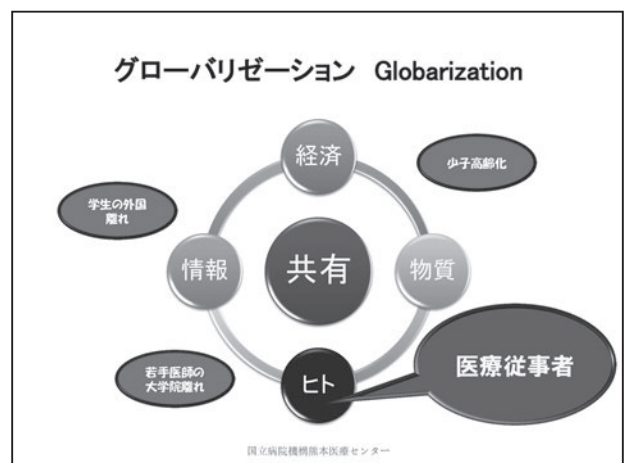 グローバリゼーション Globarization
経済
少子高齢化
学生の外国
離れ
情報
共有
物質
若手医師の
大学院離れ
ヒト
医療従事者
国立病院機構熊本医療センター